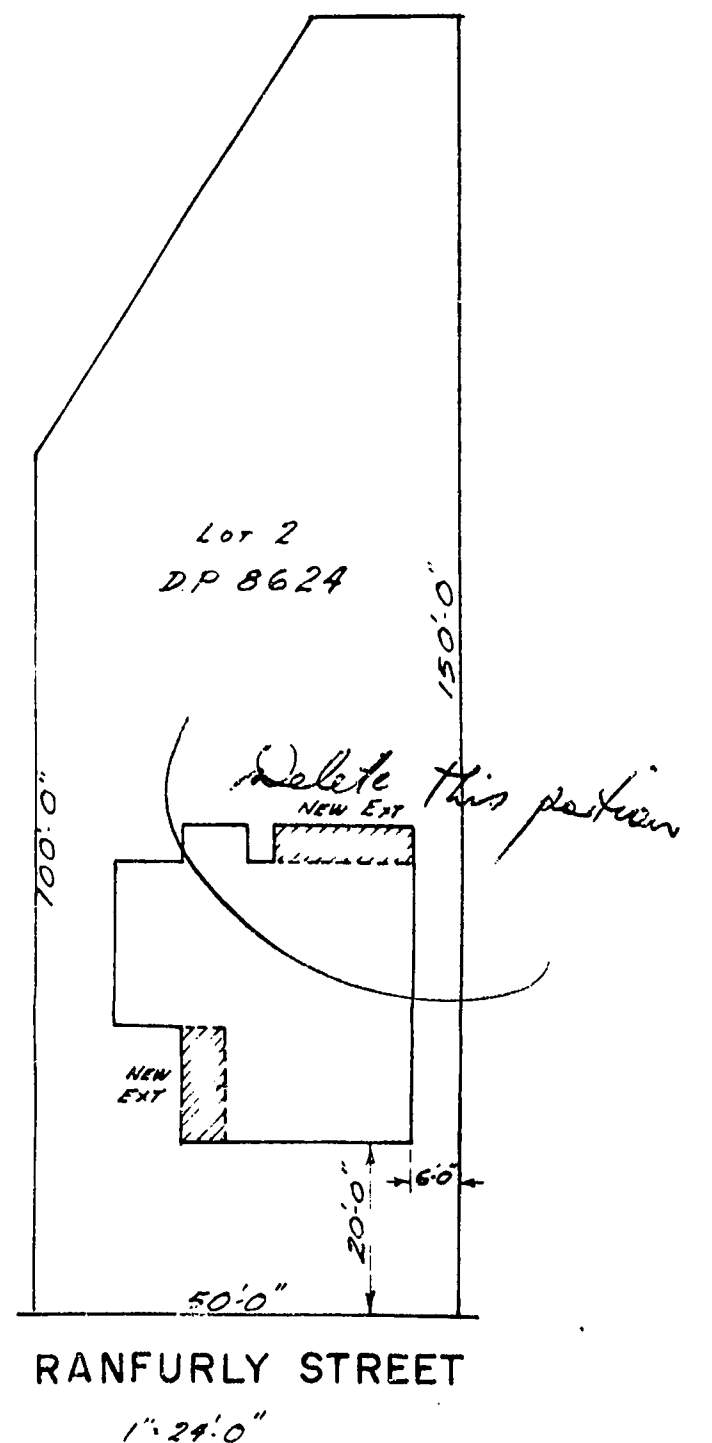 LOT 2
D.P 8624
150'-0"
Delete this portion
NEW EXT
100'-0"
NEW
EXT
6'-0"
20'-0"
50'-0"
RANFURLY STREET
1": 24'-0"